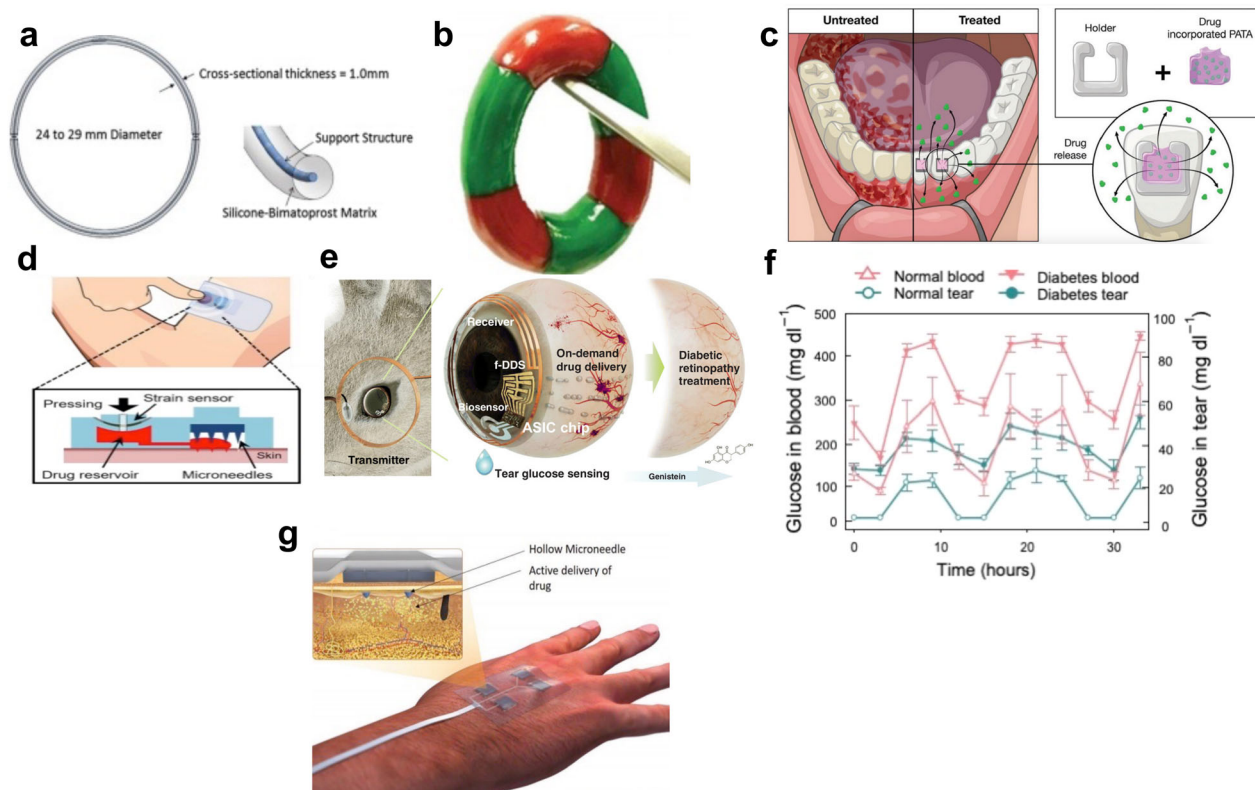 a
Cross-sectional thickness = 1.0mm
24 to 29 mm Diameter
Support Structure
Silicone-Bimatoprost Matrix
b
c
Untreated
Treated
Holder
Drug
incorporated PATA
+
Drug
release
d
Pressing
Strain sensor
Skin
Drug reservoir
Microneedles
e
Receiver
f-DDS
On-demand
drug delivery
Diabetic
retinopathy
treatment
Biosensor
ASIC chip
Transmitter
Tear glucose sensing
Genistein
f
Normal blood
Diabetes blood
Normal tear
Diabetes tear
Glucose in blood (mg dl⁻¹)
500
400
300
200
100
0
100
80
60
40
20
0
Glucose in tear (mg dl⁻¹)
0
10
20
30
Time (hours)
g
Hollow Microneedle
Active delivery of
drug